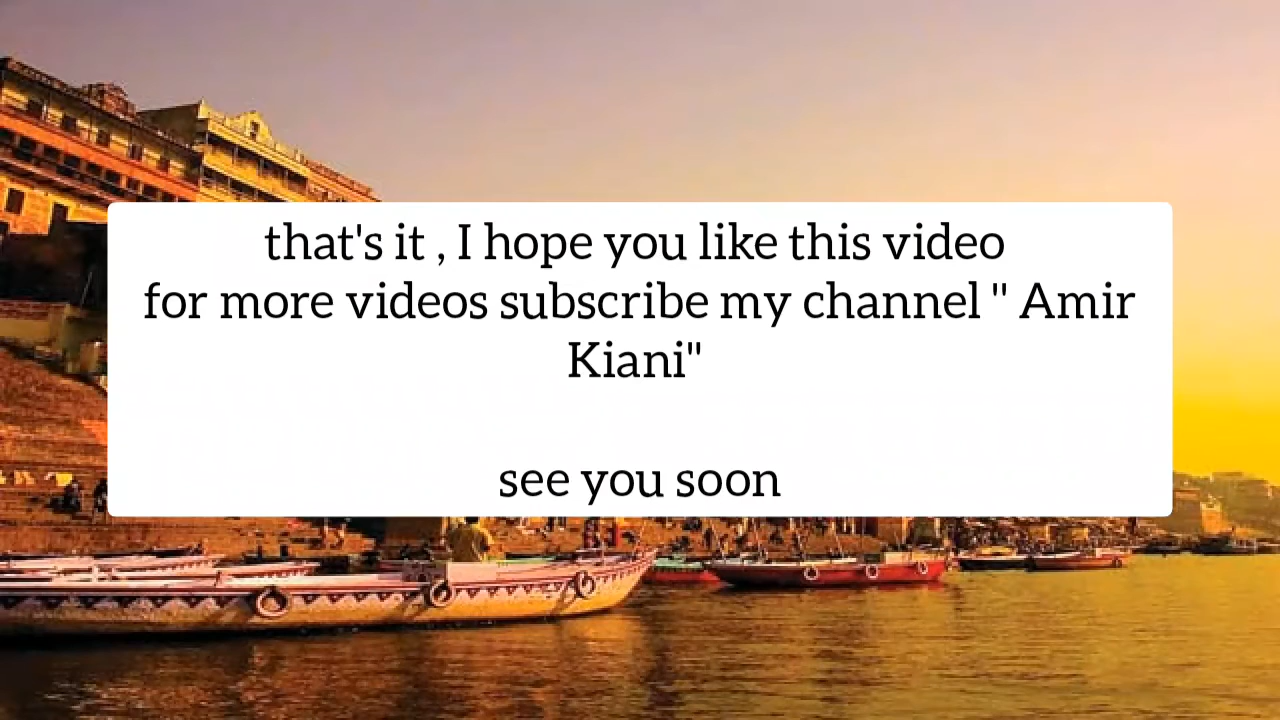 that's it , I hope you like this video
for more videos subscribe my channel " Amir
Kiani"
see you soon